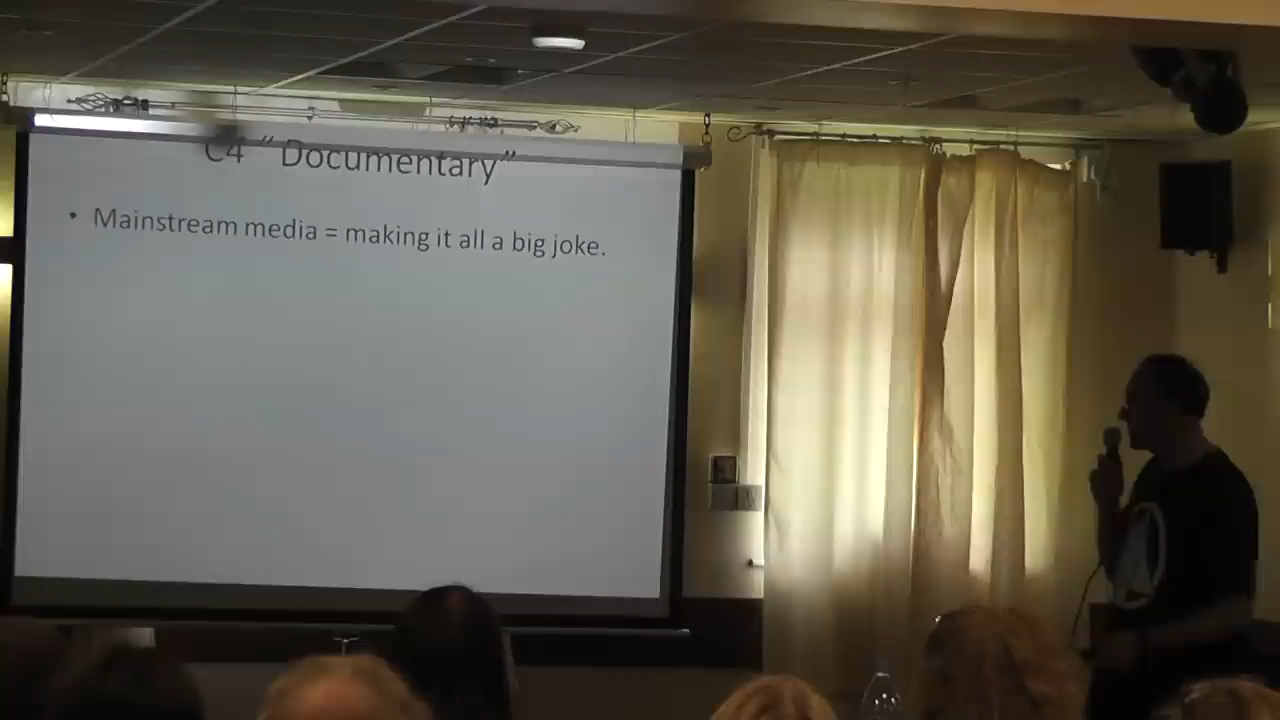 C4 “ Documentary”
• Mainstream media = making it all a big joke.